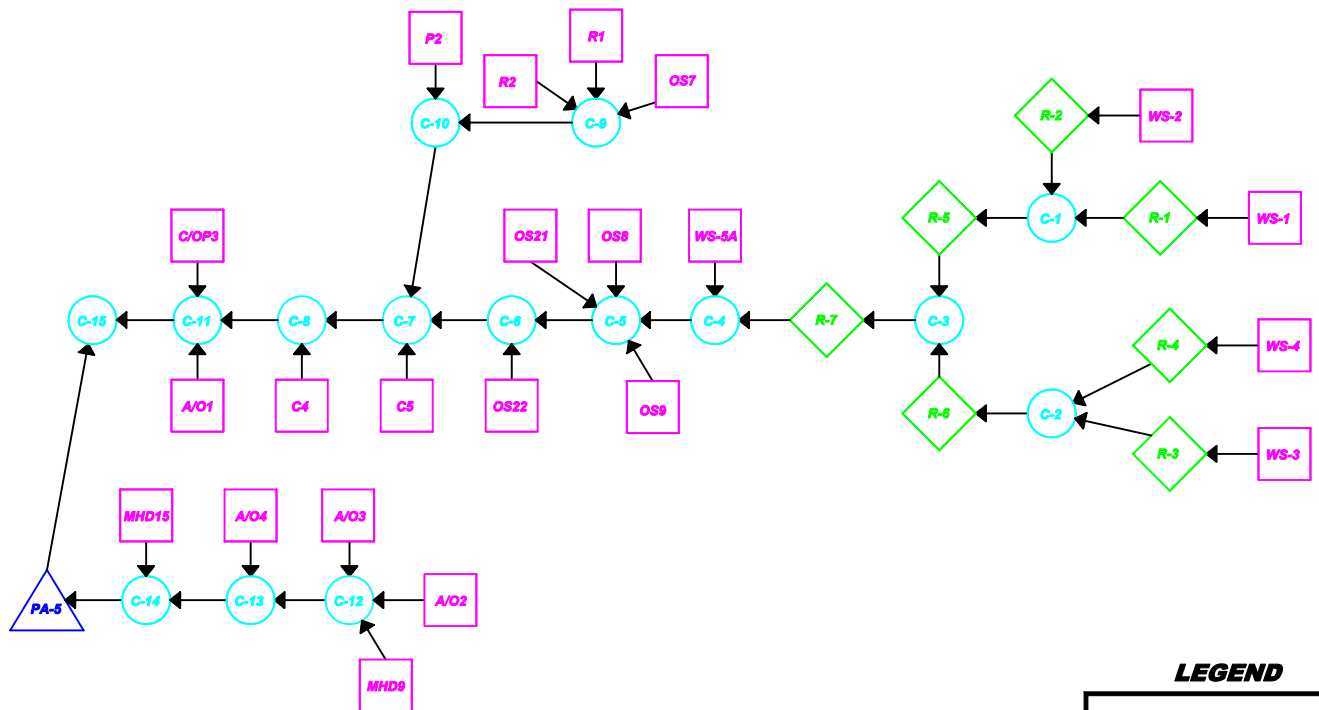 P2
R1
R2
OS7
C-10
C-9
R-2
WS-2
C/OP3
OS21
OS8
WS-5A
R-5
C-1
R-1
WS-1
C-15
C-11
C-8
C-7
C-6
C-5
C-4
R-7
C-3
R-4
WS-4
A/O1
C4
C5
OS22
OS9
R-6
C-2
R-3
WS-3
MHD15
A/O4
A/O3
PA-5
C-14
C-13
C-12
A/O2
MHD9
LEGEND